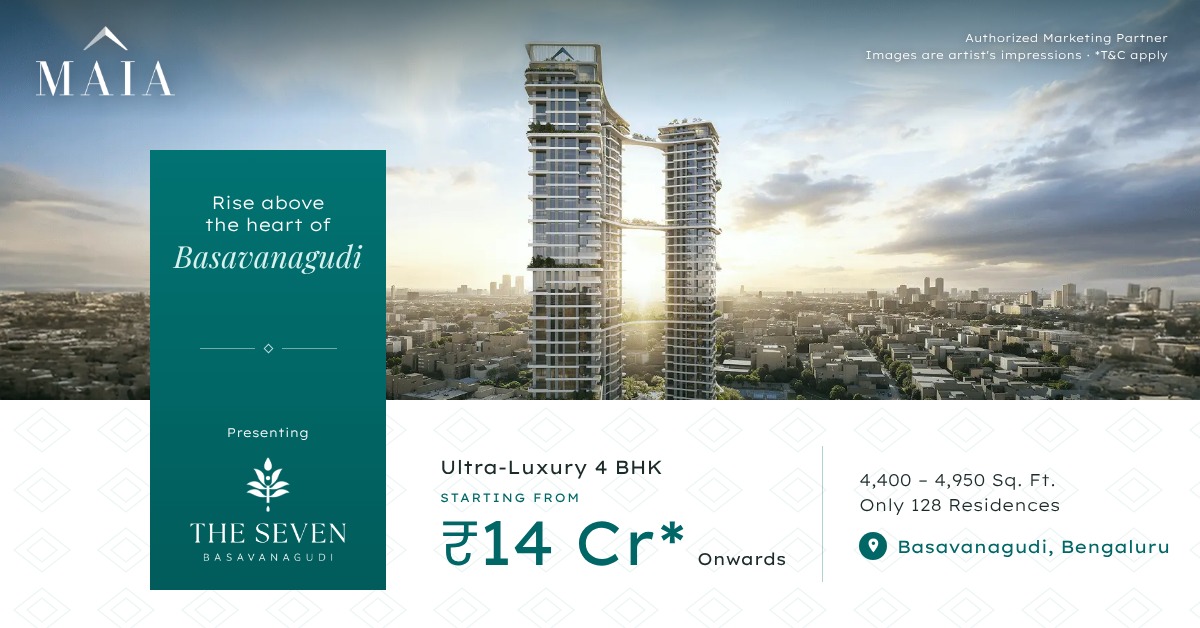 MAIA
Authorized Marketing Partner
Images are artist's impressions · *T&C apply
Rise above
the heart of
Basavanagudi
Presenting
THE SEVEN
BASAVANAGUDI
Ultra-Luxury 4 BHK
STARTING FROM
₹14 Cr* Onwards
4,400 – 4,950 Sq. Ft.
Only 128 Residences
Basavanagudi, Bengaluru